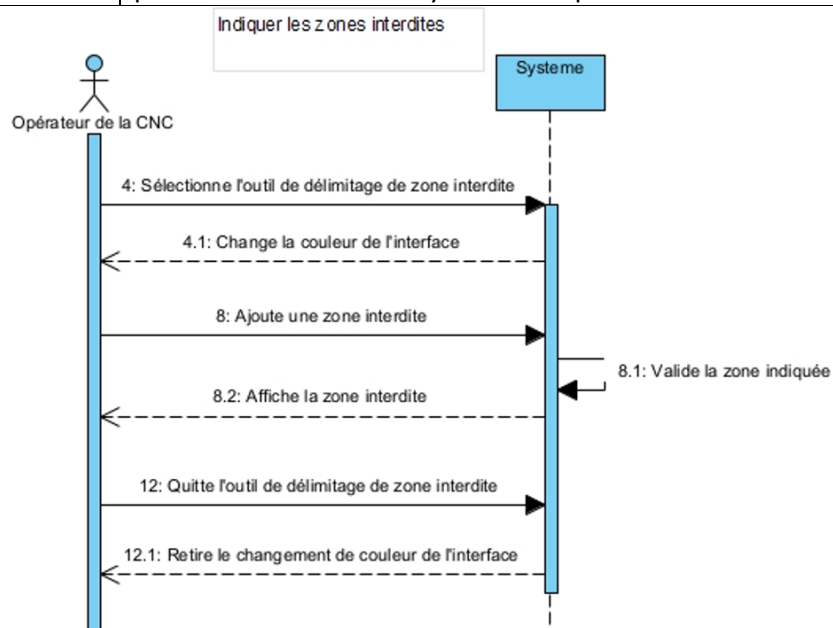 Indiquer les zones interdites
Systeme
Opérateur de la CNC
4: Sélectionne l'outil de délimitage de zone interdite
4.1: Change la couleur de l'interface
8: Ajoute une zone interdite
8.1: Valide la zone indiquée
8.2: Affiche la zone interdite
12: Quitte l'outil de délimitage de zone interdite
12.1: Retire le changement de couleur de l'interface